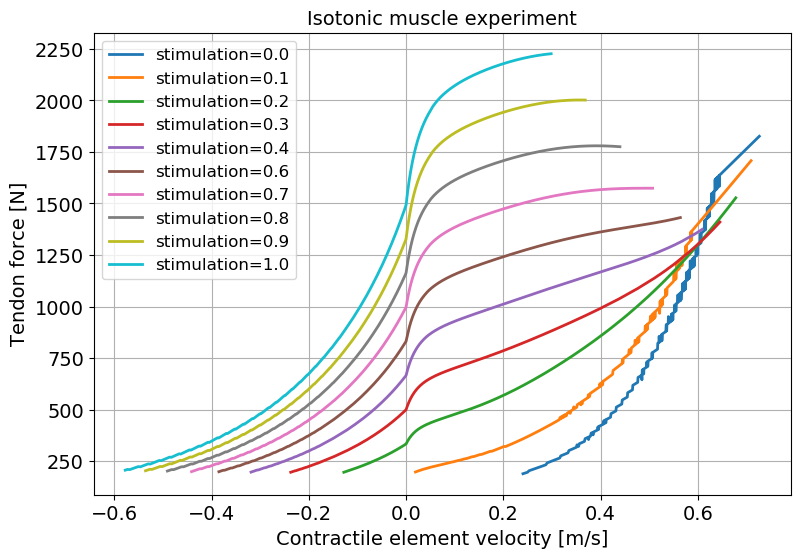 Isotonic muscle experiment
stimulation=0.0
stimulation=0.1
stimulation=0.2
stimulation=0.3
stimulation=0.4
stimulation=0.6
stimulation=0.7
stimulation=0.8
stimulation=0.9
stimulation=1.0
Tendon force [N]
2250
2000
1750
1500
1250
1000
750
500
250
−0.6 −0.4 −0.2 0.0 0.2 0.4 0.6
Contractile element velocity [m/s]